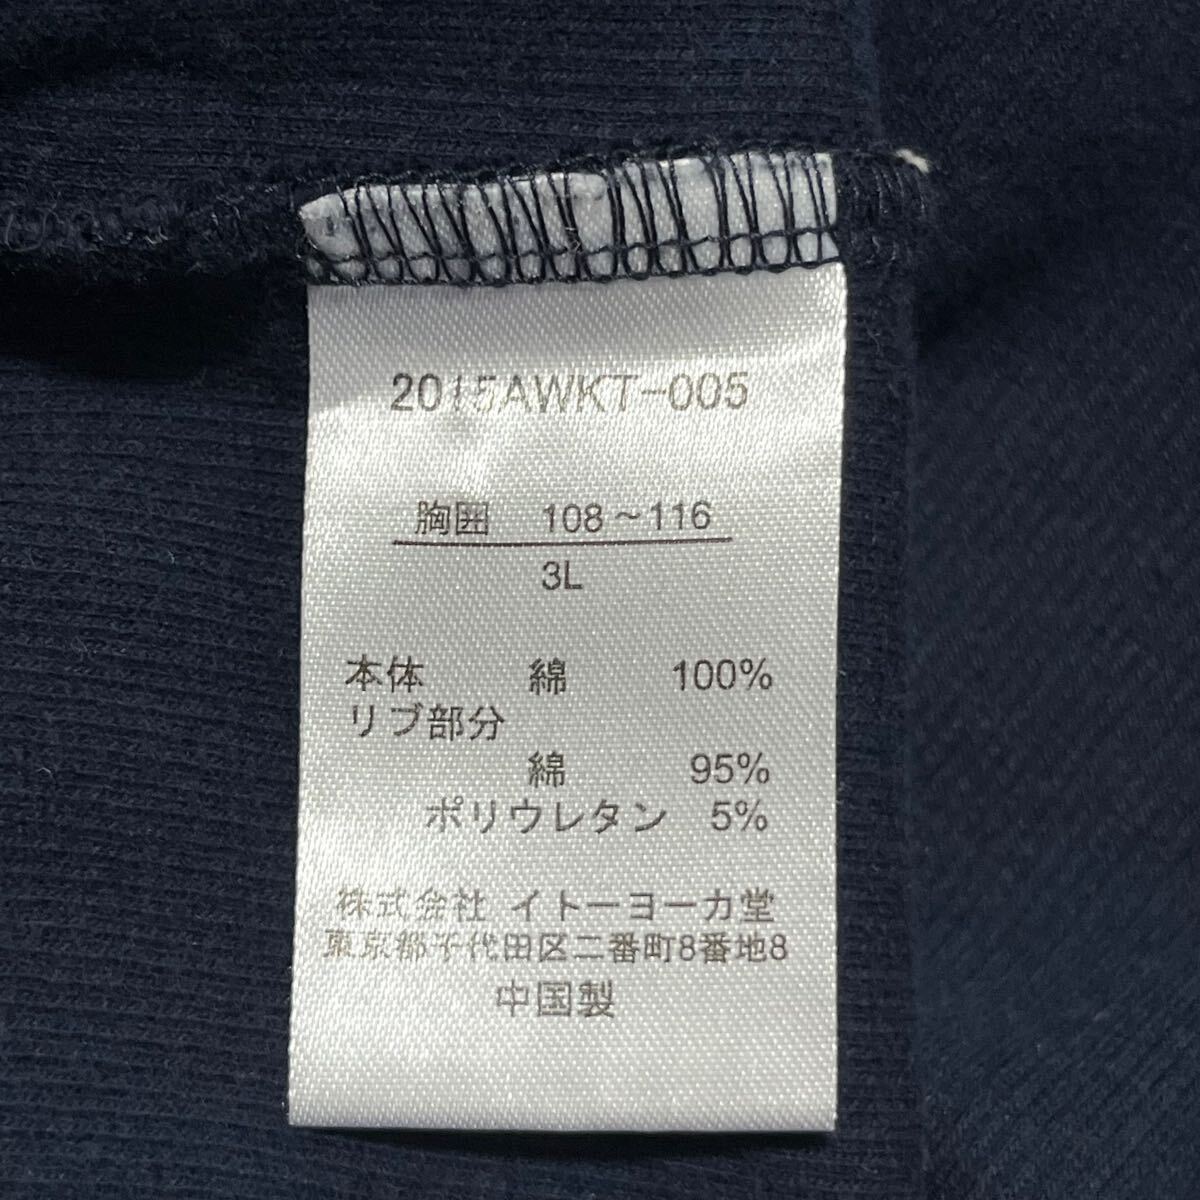 2015AWKT-005
胸囲 108～116
3L
本体 綿 100%
リブ部分
綿 95%
ポリウレタン 5%
株式会社 イトーヨーカ堂
東京都千代田区二番町8番地8
中国製